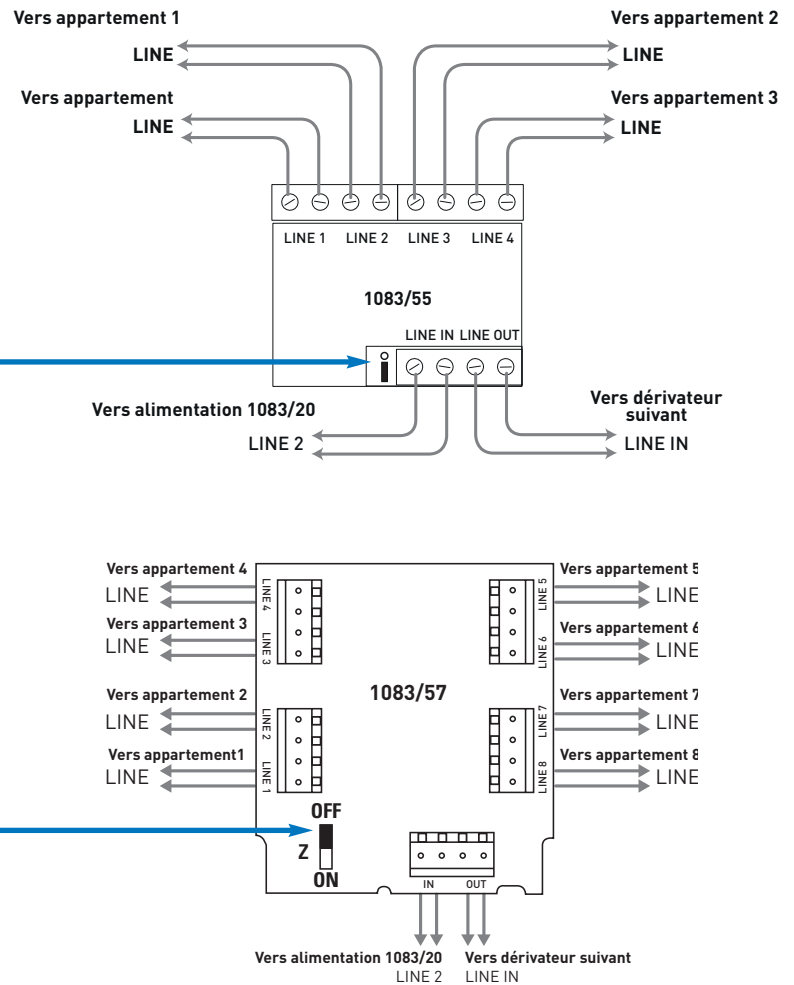 Vers appartement 1
LINE
Vers appartement 2
LINE
Vers appartement
LINE
Vers appartement 3
LINE
LINE 1 LINE 2 LINE 3 LINE 4
1083/55
LINE IN LINE OUT
Vers alimentation 1083/20
LINE 2
Vers dérivateur
suivant
LINE IN
Vers appartement 4
LINE
LINE 4
Vers appartement 3
LINE
LINE 3
Vers appartement 2
LINE
LINE 2
Vers appartement1
LINE
LINE 1
1083/57
Vers appartement 5
LINE
LINE 5
Vers appartement 6
LINE
LINE 6
Vers appartement 7
LINE
LINE 7
Vers appartement 8
LINE
LINE 8
OFF
Z
ON
IN OUT
Vers alimentation 1083/20
LINE 2
Vers dérivateur suivant
LINE IN